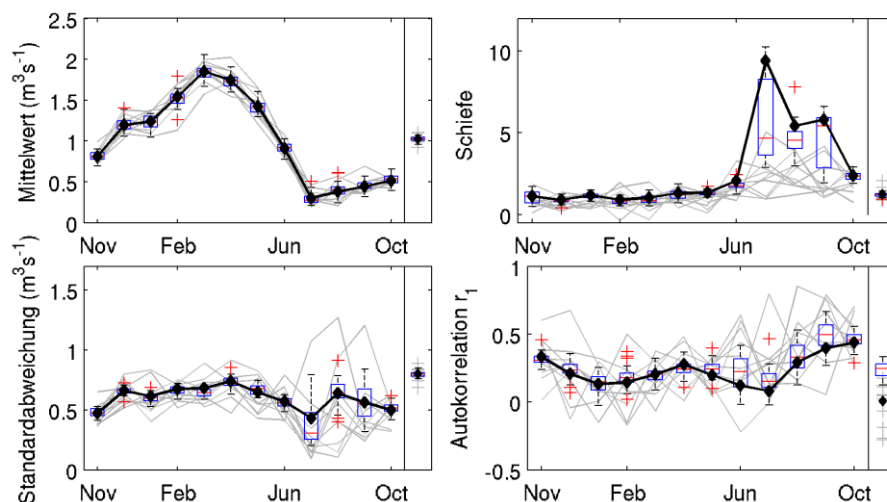 Mittelwert (m³s⁻¹)
2.5
2
1.5
1
0.5
0
Nov
Feb
Jun
Oct
Schiefe
10
5
0
Nov
Feb
Jun
Oct
Standardabweichung (m³s⁻¹)
1.5
1
0.5
0
Nov
Feb
Jun
Oct
Autokorrelation r₁
1
0.5
0
-0.5
Nov
Feb
Jun
Oct